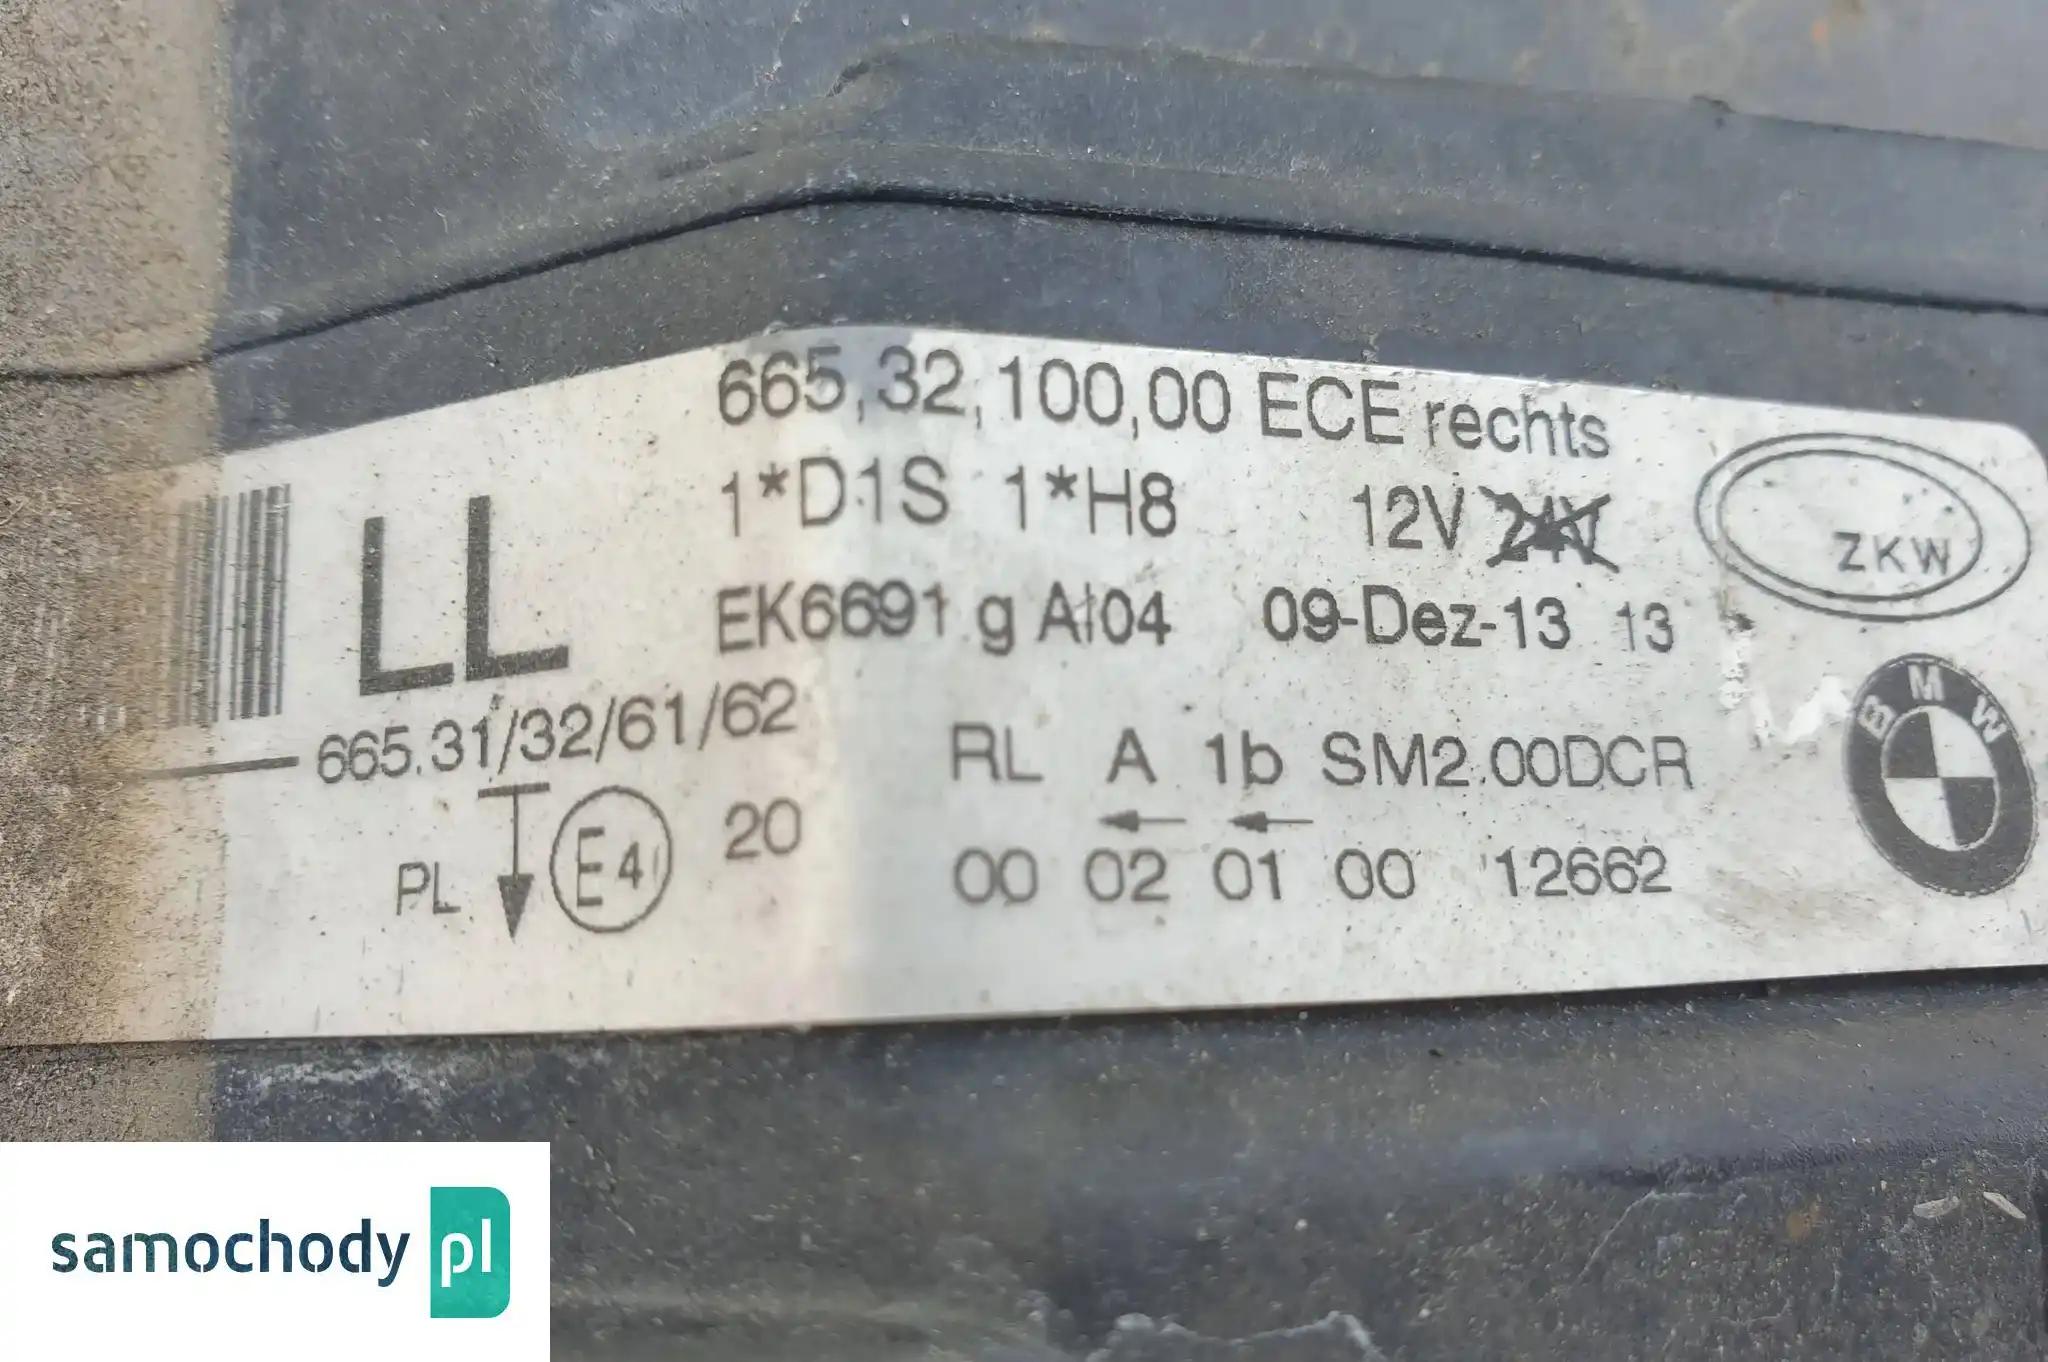 665,32,100,00 ECE rechts
1*D1S 1*H8 12V 24V
ZKW
LL
EK6691 g AI04 09-Dez-13 13
BMW
665.31/32/61/62
RL A 1b SM2.00DCR
PL E4 20
00 02 01 00 12662
samochody pl